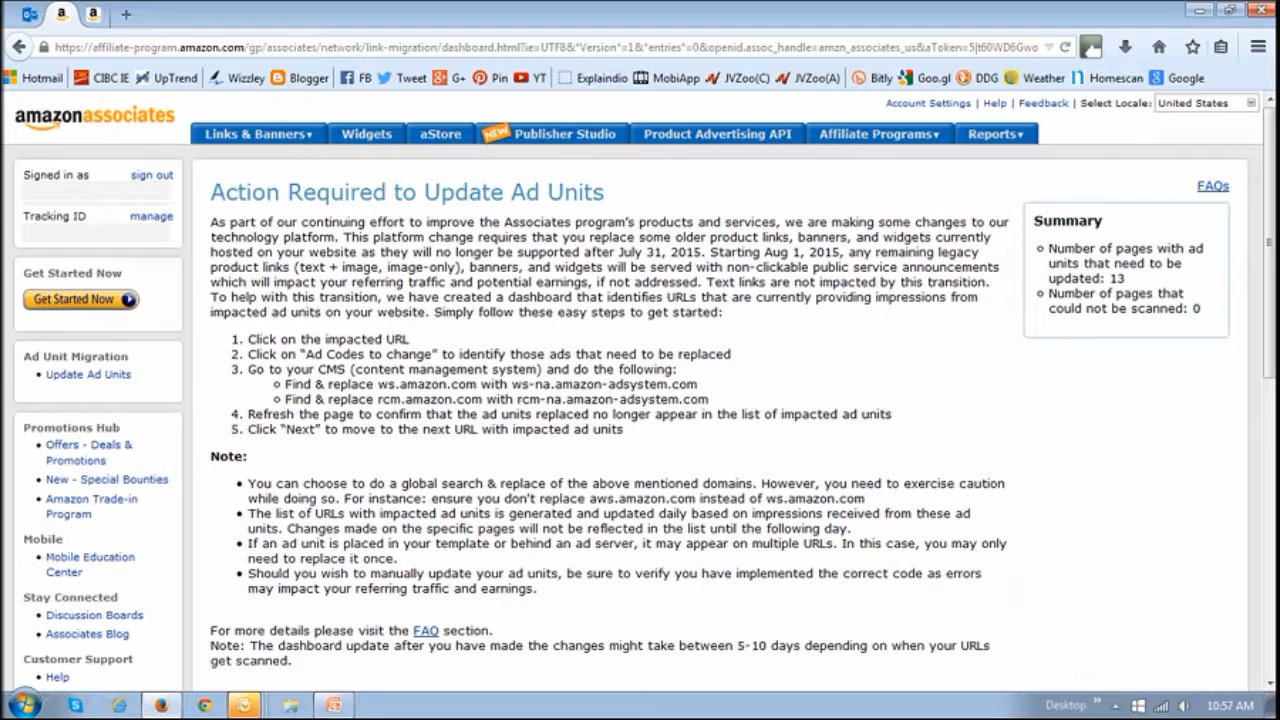 https://affiliate-program.amazon.com/gp/associates/network/link-migration/dashboard.html?ie=UTF8&*Version*=1&*entries*=0&openid.assoc_handle=amzn_associates_us&aToken=5|t60WD6Gwo
Hotmail CIBC IE UpTrend Wizzley Blogger FB Tweet G+ Pin YT Explaindio MobiApp JVZoo(C) JVZoo(A) Bitly Goo.gl DDG Weather Homescan Google
amazonassociates
Account Settings | Help | Feedback | Select Locale: United States
Links & Banners Widgets aStore NEW Publisher Studio Product Advertising API Affiliate Programs Reports
Signed in as sign out
Tracking ID manage
Get Started Now
Get Started Now
Ad Unit Migration
Update Ad Units
Promotions Hub
Offers - Deals &
Promotions
New - Special Bounties
Amazon Trade-in
Program
Mobile
Mobile Education
Center
Stay Connected
Discussion Boards
Associates Blog
Customer Support
Help
Action Required to Update Ad Units
As part of our continuing effort to improve the Associates program's products and services, we are making some changes to our
technology platform. This platform change requires that you replace some older product links, banners, and widgets currently
hosted on your website as they will no longer be supported after July 31, 2015. Starting Aug 1, 2015, any remaining legacy
product links (text + image, image-only), banners, and widgets will be served with non-clickable public service announcements
which will impact your referring traffic and potential earnings, if not addressed. Text links are not impacted by this transition.
To help with this transition, we have created a dashboard that identifies URLs that are currently providing impressions from
impacted ad units on your website. Simply follow these easy steps to get started:
1. Click on the impacted URL
2. Click on “Ad Codes to change” to identify those ads that need to be replaced
3. Go to your CMS (content management system) and do the following:
Find & replace ws.amazon.com with ws-na.amazon-adsystem.com
Find & replace rcm.amazon.com with rcm-na.amazon-adsystem.com
4. Refresh the page to confirm that the ad units replaced no longer appear in the list of impacted ad units
5. Click “Next” to move to the next URL with impacted ad units
Note:
• You can choose to do a global search & replace of the above mentioned domains. However, you need to exercise caution
while doing so. For instance: ensure you don't replace aws.amazon.com instead of ws.amazon.com
• The list of URLs with impacted ad units is generated and updated daily based on impressions received from these ad
units. Changes made on the specific pages will not be reflected in the list until the following day.
• If an ad unit is placed in your template or behind an ad server, it may appear on multiple URLs. In this case, you may only
need to replace it once.
• Should you wish to manually update your ad units, be sure to verify you have implemented the correct code as errors
may impact your referring traffic and earnings.
For more details please visit the FAQ section.
Note: The dashboard update after you have made the changes might take between 5-10 days depending on when your URLs
get scanned.
FAQs
Summary
Number of pages with ad
units that need to be
updated: 13
Number of pages that
could not be scanned: 0
Desktop 10:57 AM